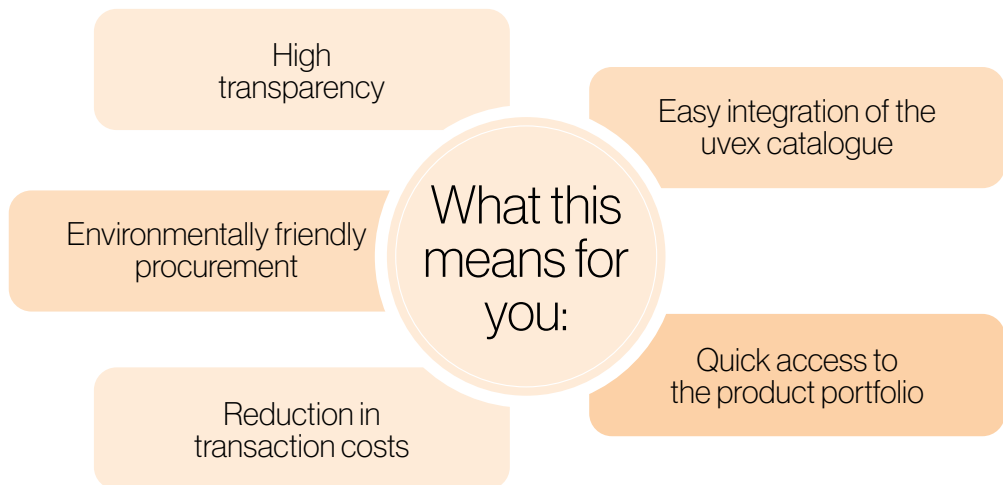 High
transparency
Easy integration of the
uvex catalogue
Environmentally friendly
procurement
What this
means for
you:
Quick access to
the product portfolio
Reduction in
transaction costs